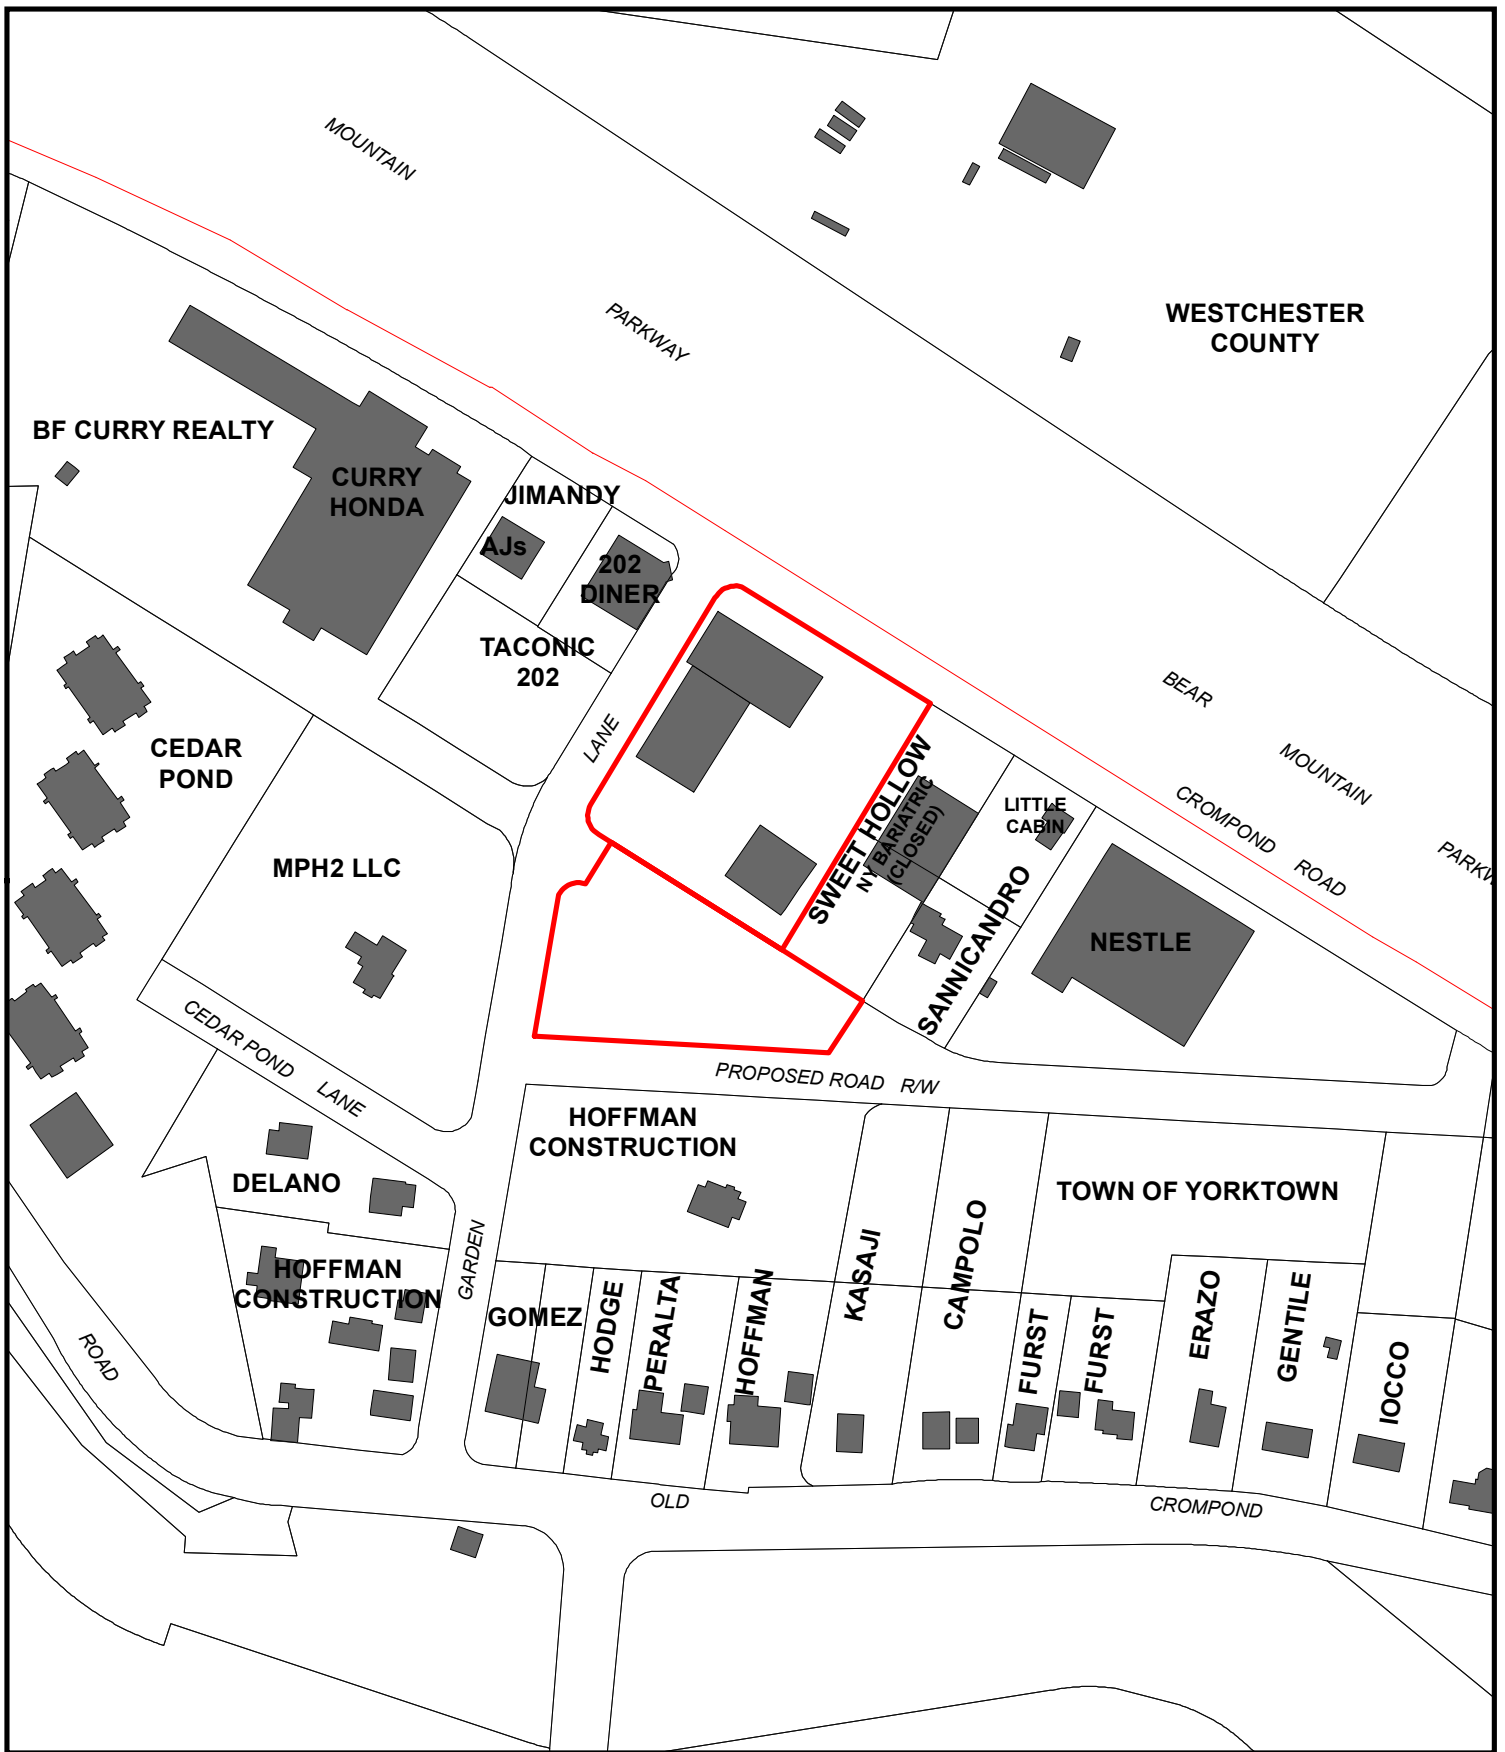 MOUNTAIN
PARKWAY
WESTCHESTER
COUNTY
BF CURRY REALTY
CURRY
HONDA
JIMANDY
AJs
202
DINER
TACONIC
202
LANE
BEAR
MOUNTAIN
PARKW
CROMPOND
ROAD
CEDAR
POND
MPH2 LLC
SWEET HOLLOW
NY BARIATRIC
(CLOSED)
LITTLE
CABIN
SANNICANDRO
NESTLE
CEDAR POND
LANE
PROPOSED ROAD R/W
HOFFMAN
CONSTRUCTION
DELANO
TOWN OF YORKTOWN
GARDEN
HOFFMAN
CONSTRUCTION
GOMEZ
HODGE
PERALTA
HOFFMAN
KASAJI
CAMPOLO
FURST
FURST
ERAZO
GENTILE
IOCCO
ROAD
OLD
CROMPOND